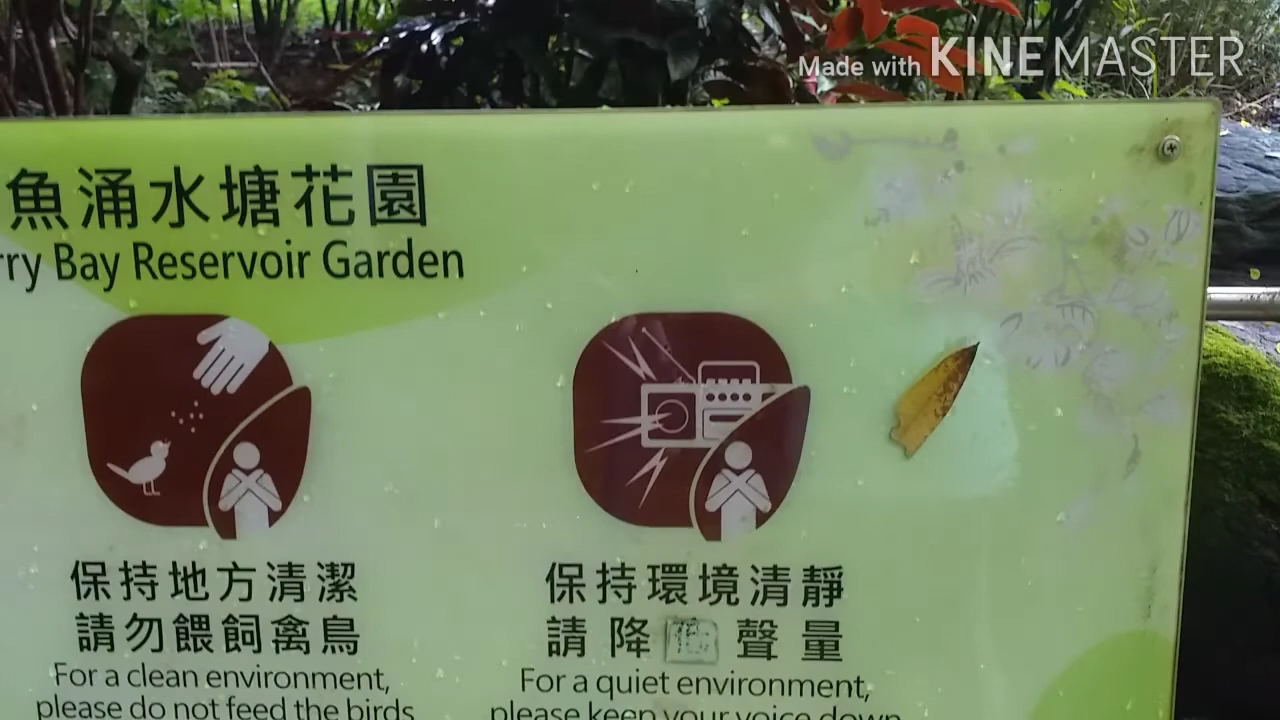 Made with KINEMASTER
魚涌水塘花園
rry Bay Reservoir Garden
保持地方清潔
請勿餵飼禽鳥
For a clean environment,
please do not feed the birds
保持環境清靜
請降低聲量
For a quiet environment,
please keep your voice down